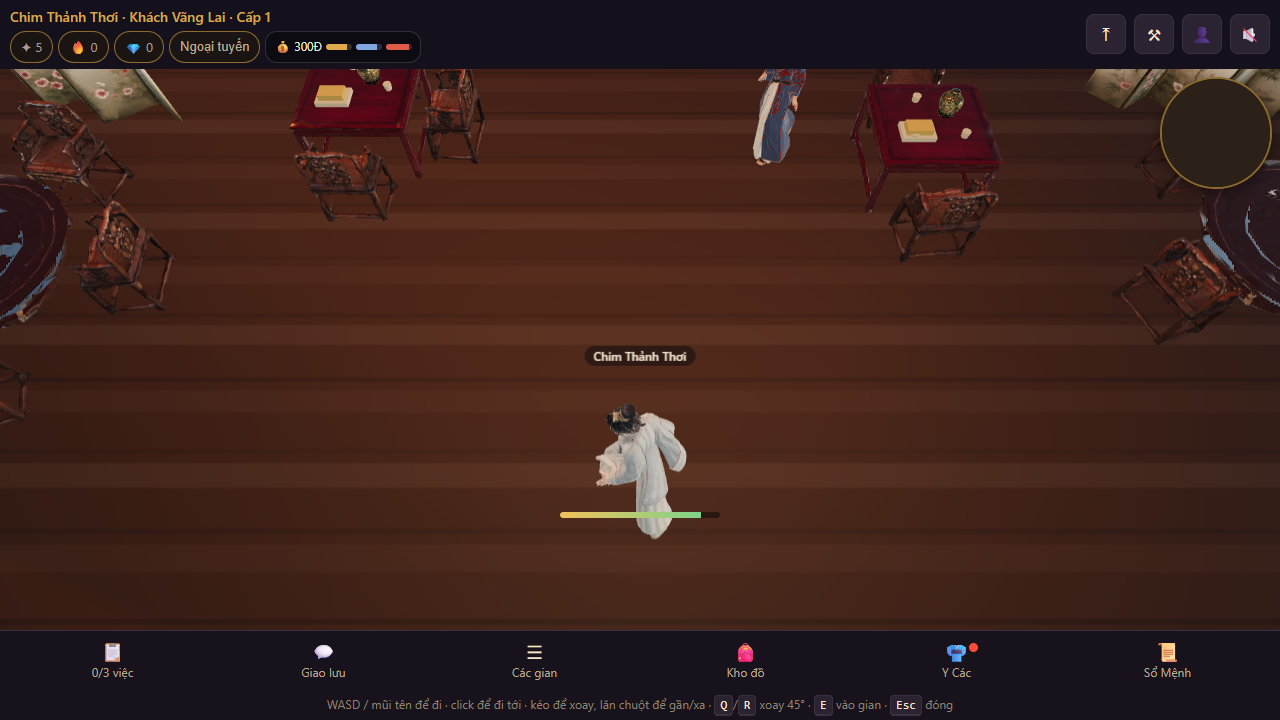 Chim Thảnh Thơi · Khách Vãng Lai · Cấp 1
5
0
0
Ngoại tuyến
300Đ
Chim Thảnh Thơi
0/3 việc
Giao lưu
Các gian
Kho đồ
Y Các
Sổ Mệnh
WASD / mũi tên để đi · click để đi tới · kéo để xoay, lăn chuột để gần/xa · Q/R xoay 45° · E vào gian · Esc đóng